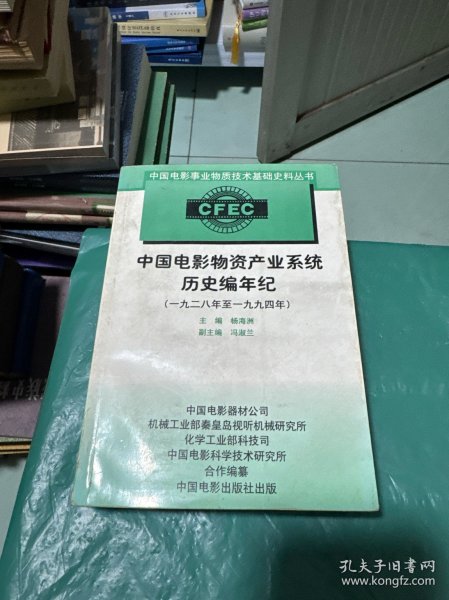 中国电影事业物质技术基础史料丛书
CFEC
中国电影物资产业系统
历史编年纪
(一九二八年至一九九四年)
主 编 杨海洲
副主编 冯淑兰
中国电影器材公司
机械工业部秦皇岛视听机械研究所
化学工业部科技司
中国电影科学技术研究所
合作编纂
中国电影出版社出版
孔夫子旧书网
www.kongfz.com